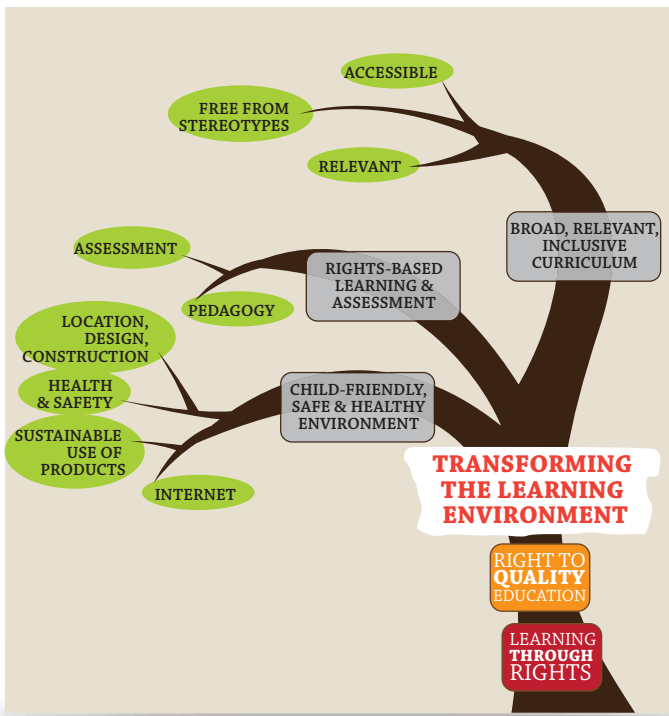 ACCESSIBLE
FREE FROM
STEREOTYPES
RELEVANT
BROAD, RELEVANT,
INCLUSIVE
CURRICULUM
ASSESSMENT
PEDAGOGY
RIGHTS-BASED
LEARNING &
ASSESSMENT
LOCATION,
DESIGN,
CONSTRUCTION
HEALTH
& SAFETY
SUSTAINABLE
USE OF
PRODUCTS
INTERNET
CHILD-FRIENDLY,
SAFE & HEALTHY
ENVIRONMENT
TRANSFORMING
THE LEARNING
ENVIRONMENT
RIGHT TO
QUALITY
EDUCATION
LEARNING
THROUGH
RIGHTS